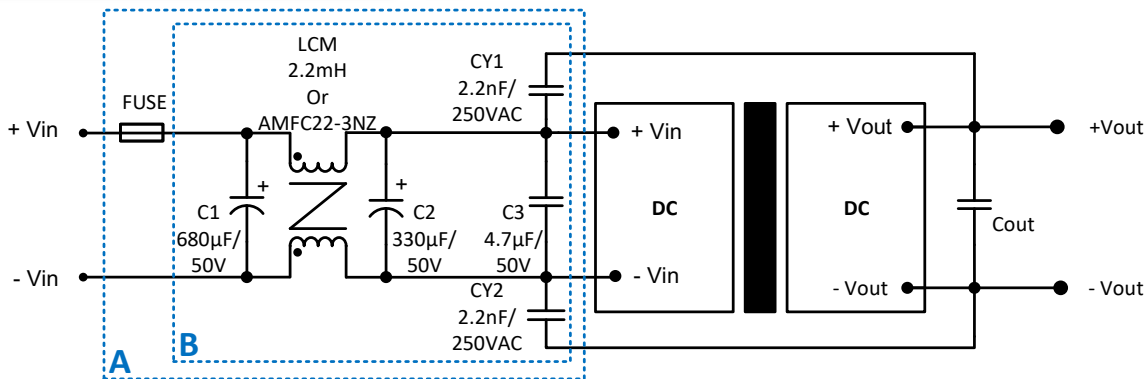 LCM
2.2mH
Or
AMFC22-3NZ
FUSE
CY1
2.2nF/
250VAC
+ Vin
+ Vin
+ Vout
+Vout
C1
680µF/
50V
+
C2
330µF/
50V
+
C3
4.7µF/
50V
DC
DC
Cout
- Vin
- Vin
- Vout
- Vout
CY2
2.2nF/
250VAC
A
B